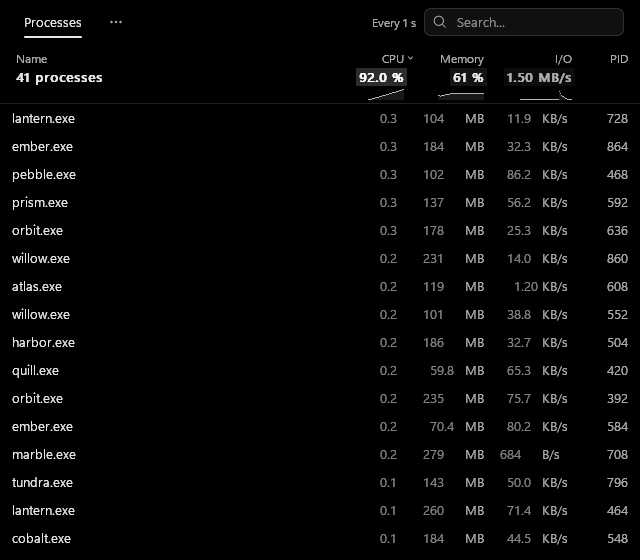 Processes ··· Every 1 s Search...
Name CPU Memory I/O PID
41 processes 92.0 % 61 % 1.50 MB/s
lantern.exe 0.3 104 MB 11.9 KB/s 728
ember.exe 0.3 184 MB 32.3 KB/s 864
pebble.exe 0.3 102 MB 86.2 KB/s 468
prism.exe 0.3 137 MB 56.2 KB/s 592
orbit.exe 0.3 178 MB 25.3 KB/s 636
willow.exe 0.2 231 MB 14.0 KB/s 860
atlas.exe 0.2 119 MB 1.20 KB/s 608
willow.exe 0.2 101 MB 38.8 KB/s 552
harbor.exe 0.2 186 MB 32.7 KB/s 504
quill.exe 0.2 59.8 MB 65.3 KB/s 420
orbit.exe 0.2 235 MB 75.7 KB/s 392
ember.exe 0.2 70.4 MB 80.2 KB/s 584
marble.exe 0.2 279 MB 684 B/s 708
tundra.exe 0.1 143 MB 50.0 KB/s 796
lantern.exe 0.1 260 MB 71.4 KB/s 464
cobalt.exe 0.1 184 MB 44.5 KB/s 548